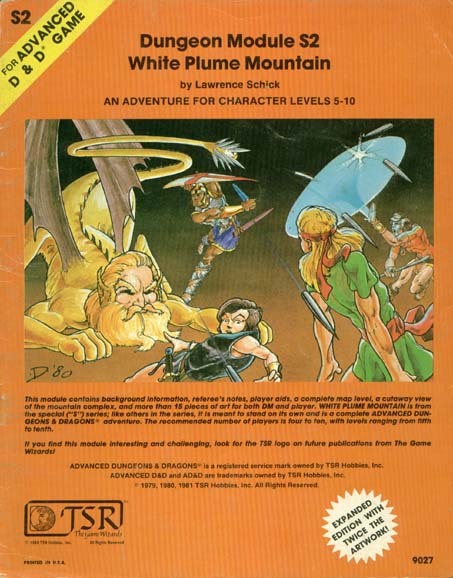 S2
FOR ADVANCED
D & D® GAME
Dungeon Module S2
White Plume Mountain
by Lawrence Schick
AN ADVENTURE FOR CHARACTER LEVELS 5-10
D '80
This module contains background information, referee's notes, player aids, a complete map level, a cutaway view
of the mountain complex, and more than 15 pieces of art for both DM and player. WHITE PLUME MOUNTAIN is from
the special ("S") series; like others in the series, it is meant to stand on its own and is a complete ADVANCED DUN-
GEONS & DRAGONS® adventure. The recommended number of players is four to ten, with levels ranging from fifth
to tenth.
If you find this module interesting and challenging, look for the TSR logo on future publications from The Game
Wizards!
ADVANCED DUNGEONS & DRAGONS® is a registered service mark owned by TSR Hobbies, Inc.
ADVANCED D&D and AD&D are trademarks owned by TSR Hobbies, Inc.
© 1979, 1980, 1981 TSR Hobbies, Inc. All Rights Reserved.
TSR
The Game Wizards
TSR Hobbies, Inc. All Rights Reserved
EXPANDED
EDITION WITH
TWICE THE
ARTWORK!
PRINTED IN U.S.A.
9027